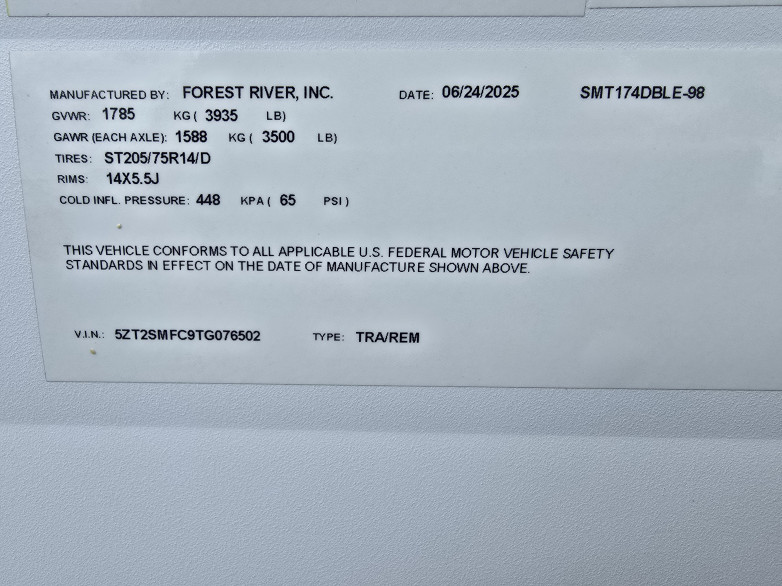 MANUFACTURED BY: FOREST RIVER, INC. DATE: 06/24/2025 SMT174DBLE-98
GVWR: 1785 KG ( 3935 LB)
GAWR (EACH AXLE): 1588 KG ( 3500 LB)
TIRES: ST205/75R14/D
RIMS: 14X5.5J
COLD INFL. PRESSURE: 448 KPA ( 65 PSI )
THIS VEHICLE CONFORMS TO ALL APPLICABLE U.S. FEDERAL MOTOR VEHICLE SAFETY
STANDARDS IN EFFECT ON THE DATE OF MANUFACTURE SHOWN ABOVE.
V.I.N.: 5ZT2SMFC9TG076502 TYPE: TRA/REM